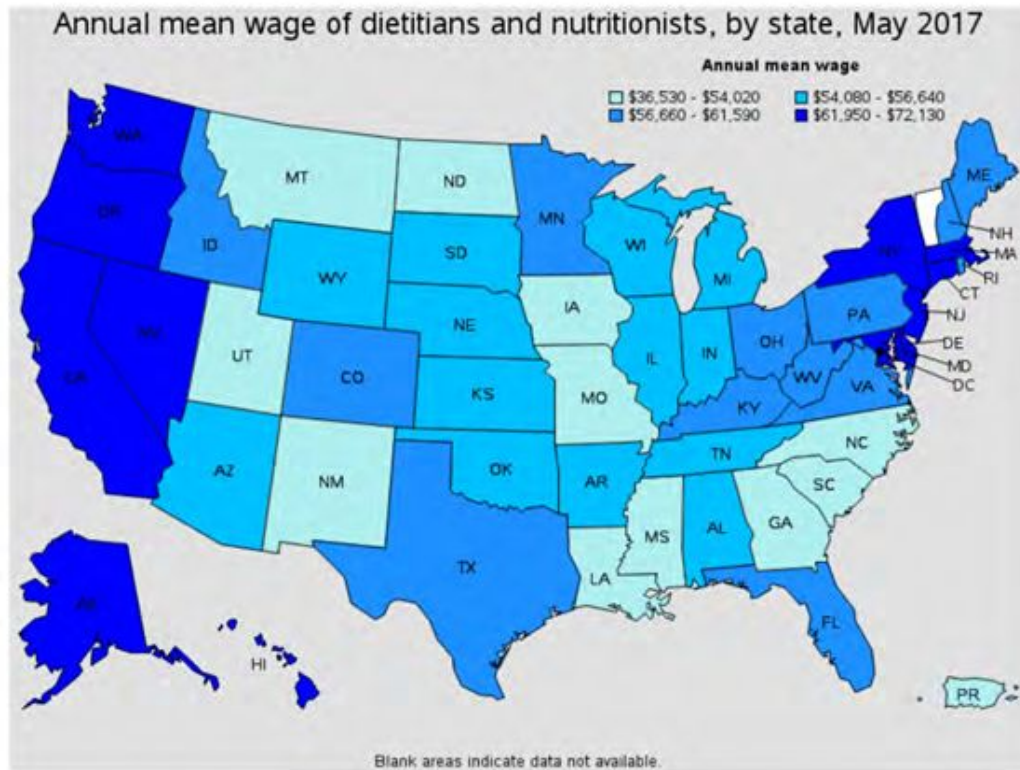 Annual mean wage of dietitians and nutritionists, by state, May 2017
Annual mean wage
$36,530 - $54,020 $54,080 - $56,640
$56,660 - $61,590 $61,950 - $72,130
WA
MT
ND
MN
ME
OR
ID
WY
SD
WI
MI
NY
NH
MA
RI
CT
NJ
DE
MD
DC
PA
IA
NE
NV
UT
CO
CA
KS
MO
IL
IN
OH
WV
VA
KY
AZ
NM
OK
AR
TN
NC
SC
MS
AL
GA
TX
LA
FL
AK
HI
PR
Blank areas indicate data not available.